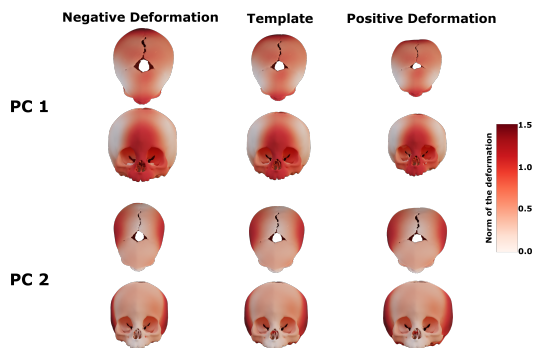 Negative Deformation Template Positive Deformation
PC 1
PC 2
Norm of the deformation
1.5
1.0
0.5
0.0